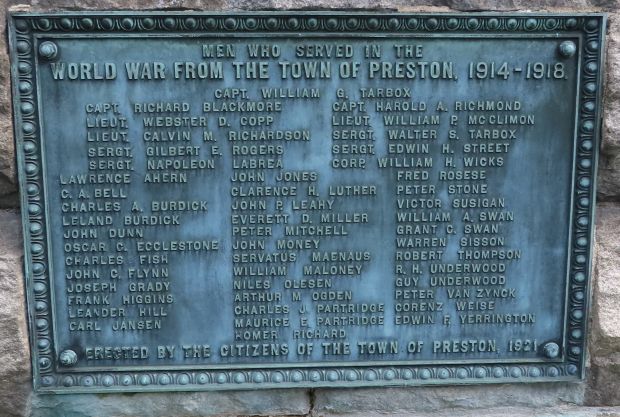 MEN WHO SERVED IN THE
WORLD WAR FROM THE TOWN OF PRESTON, 1914-1918.
CAPT. WILLIAM G. TARBOX
CAPT. RICHARD BLACKMORE CAPT. HAROLD A. RICHMOND
LIEUT. WEBSTER D. COPP LIEUT. WILLIAM P. MCCLIMON
LIEUT. CALVIN M. RICHARDSON SERGT. WALTER S. TARBOX
SERGT. GILBERT E. ROGERS SERGT. EDWIN H. STREET
SERGT. NAPOLEON LABREA CORP. WILLIAM H. WICKS
LAWRENCE AHERN JOHN JONES FRED ROSESE
C. A. BELL CLARENCE H. LUTHER PETER STONE
CHARLES A. BURDICK JOHN P. LEAHY VICTOR SUSIGAN
LELAND BURDICK EVERETT D. MILLER WILLIAM A. SWAN
JOHN DUNN PETER MITCHELL GRANT C. SWAN
OSCAR C. ECCLESTONE JOHN MONEY WARREN SISSON
CHARLES FISH SERVATUS MAENAUS ROBERT THOMPSON
JOHN C. FLYNN WILLIAM MALONEY R. H. UNDERWOOD
JOSEPH GRADY NILES OLESEN GUY UNDERWOOD
FRANK HIGGINS ARTHUR M. OGDEN PETER VAN ZYNCK
LEANDER HILL CHARLES J. PARTRIDGE CORENZ WEISE
CARL JANSEN MAURICE E. PARTRIDGE EDWIN F. YERRINGTON
HOMER RICHARD
ERECTED BY THE CITIZENS OF THE TOWN OF PRESTON, 1921.